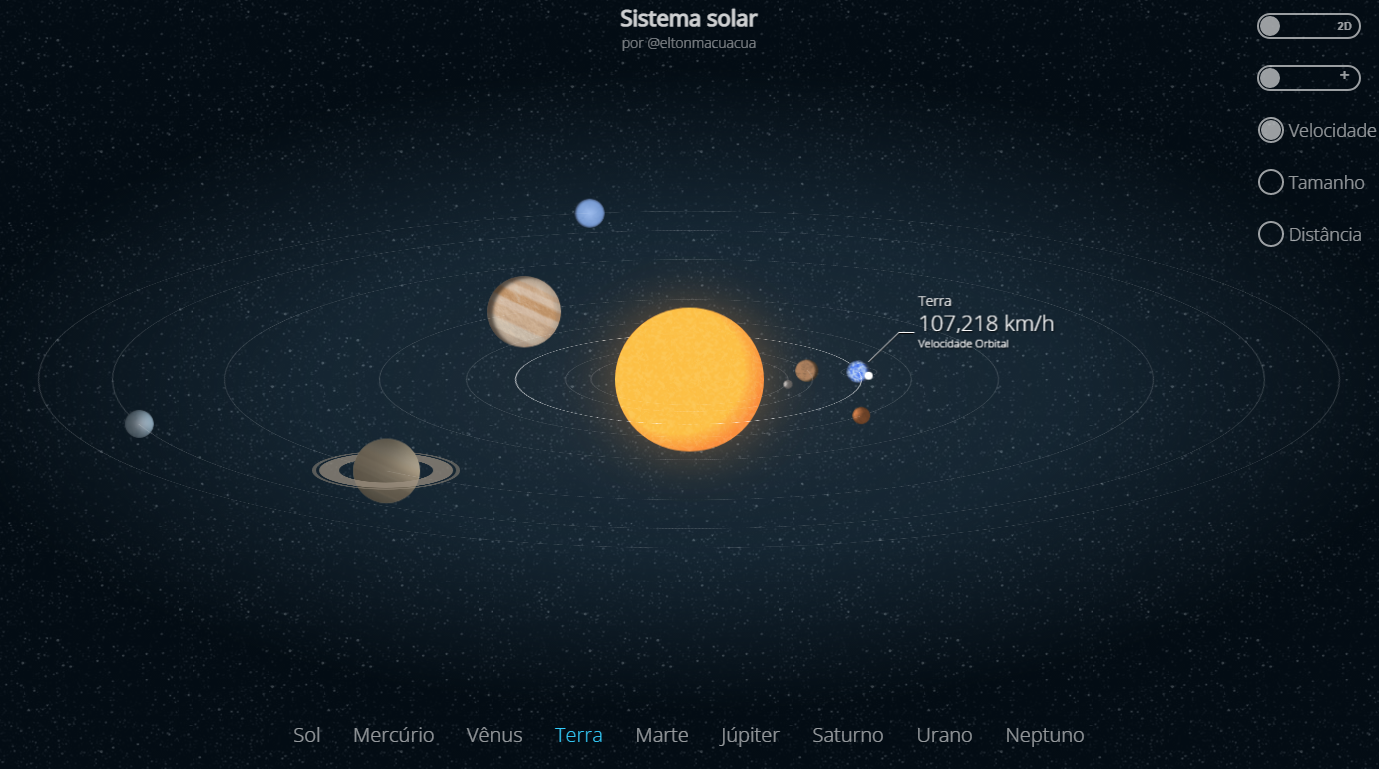 Sistema solar
por @eltonmacuacua
2D
+
Velocidade
Tamanho
Distância
Terra
107,218 km/h
Velocidade Orbital
Sol Mercúrio Vênus Terra Marte Júpiter Saturno Urano Neptuno